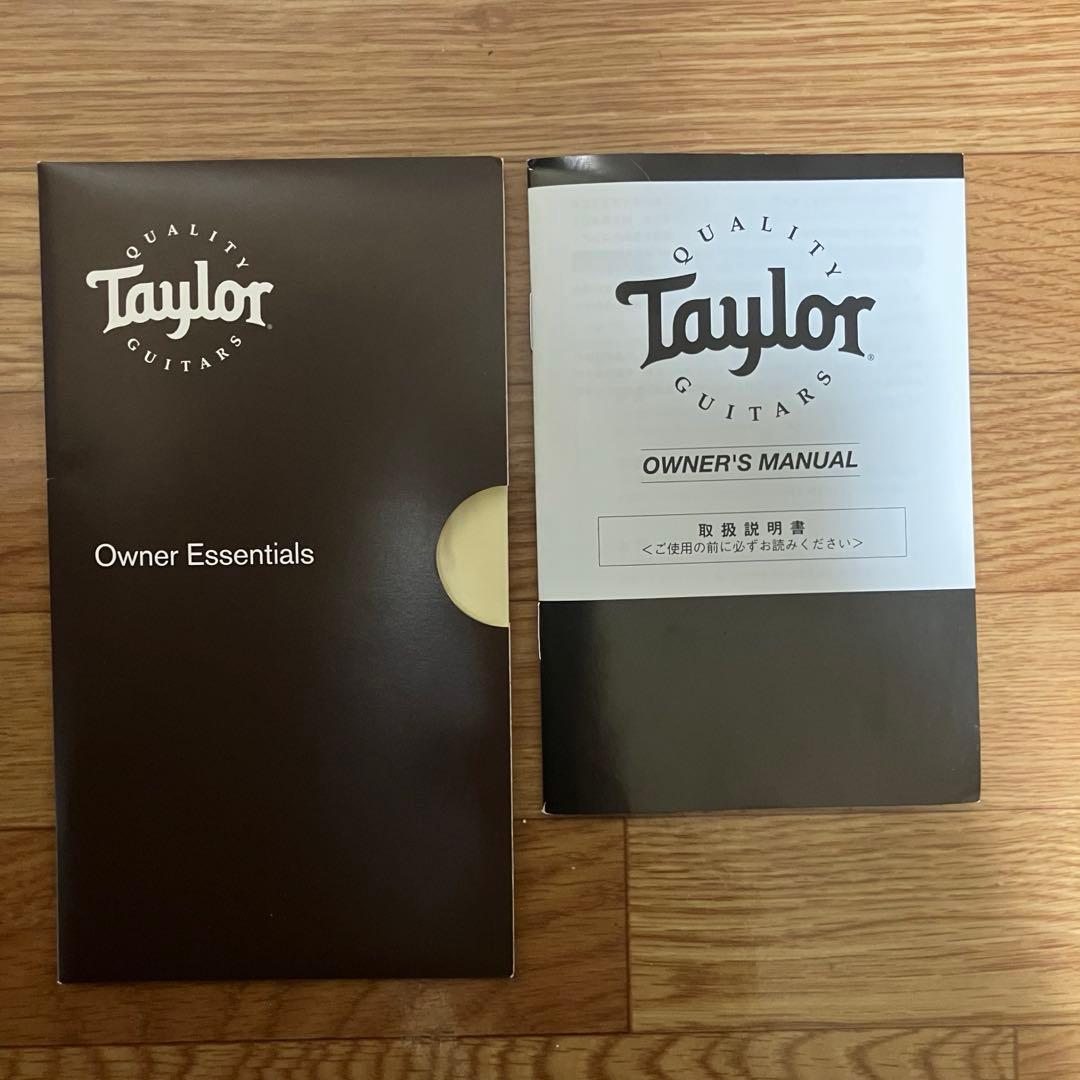 QUALITY
Taylor®
GUITARS
Owner Essentials
QUALITY
Taylor®
GUITARS
OWNER'S MANUAL
取扱説明書
＜ご使用の前に必ずお読みください＞